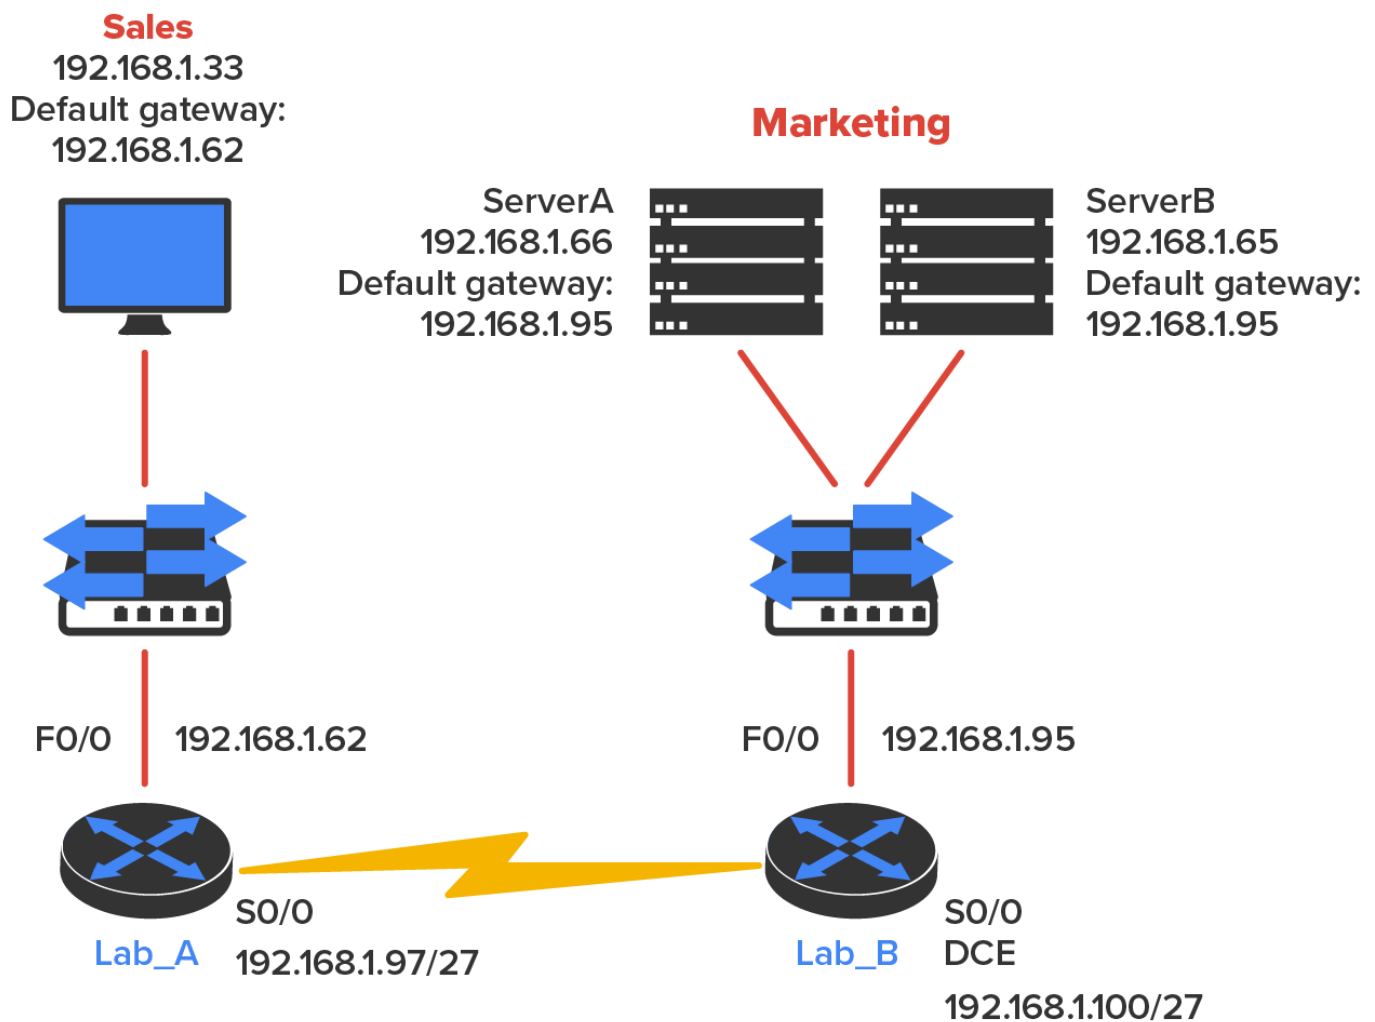 Sales
192.168.1.33
Default gateway:
192.168.1.62
Marketing
ServerA
192.168.1.66
Default gateway:
192.168.1.95
ServerB
192.168.1.65
Default gateway:
192.168.1.95
F0/0
192.168.1.62
F0/0
192.168.1.95
S0/0
Lab_A
192.168.1.97/27
S0/0
Lab_B
DCE
192.168.1.100/27